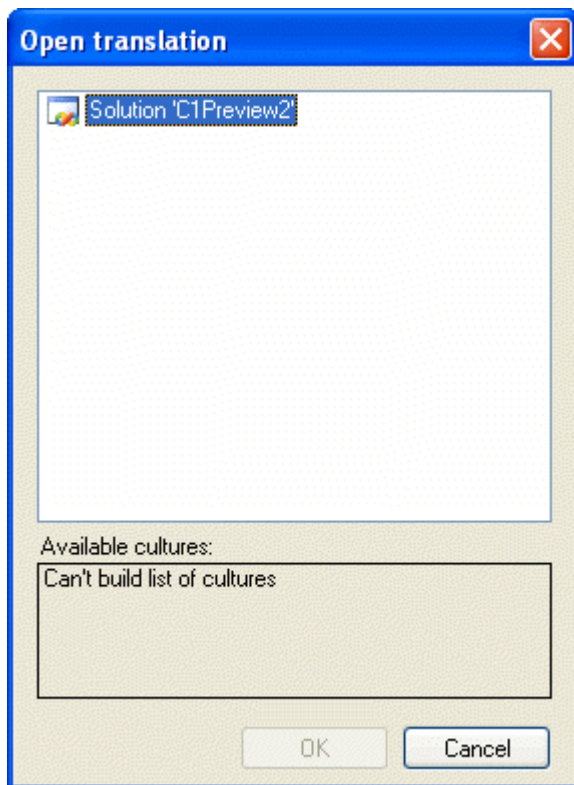 Open translation
Solution 'C1Preview2'
Available cultures:
Can't build list of cultures
OK
Cancel